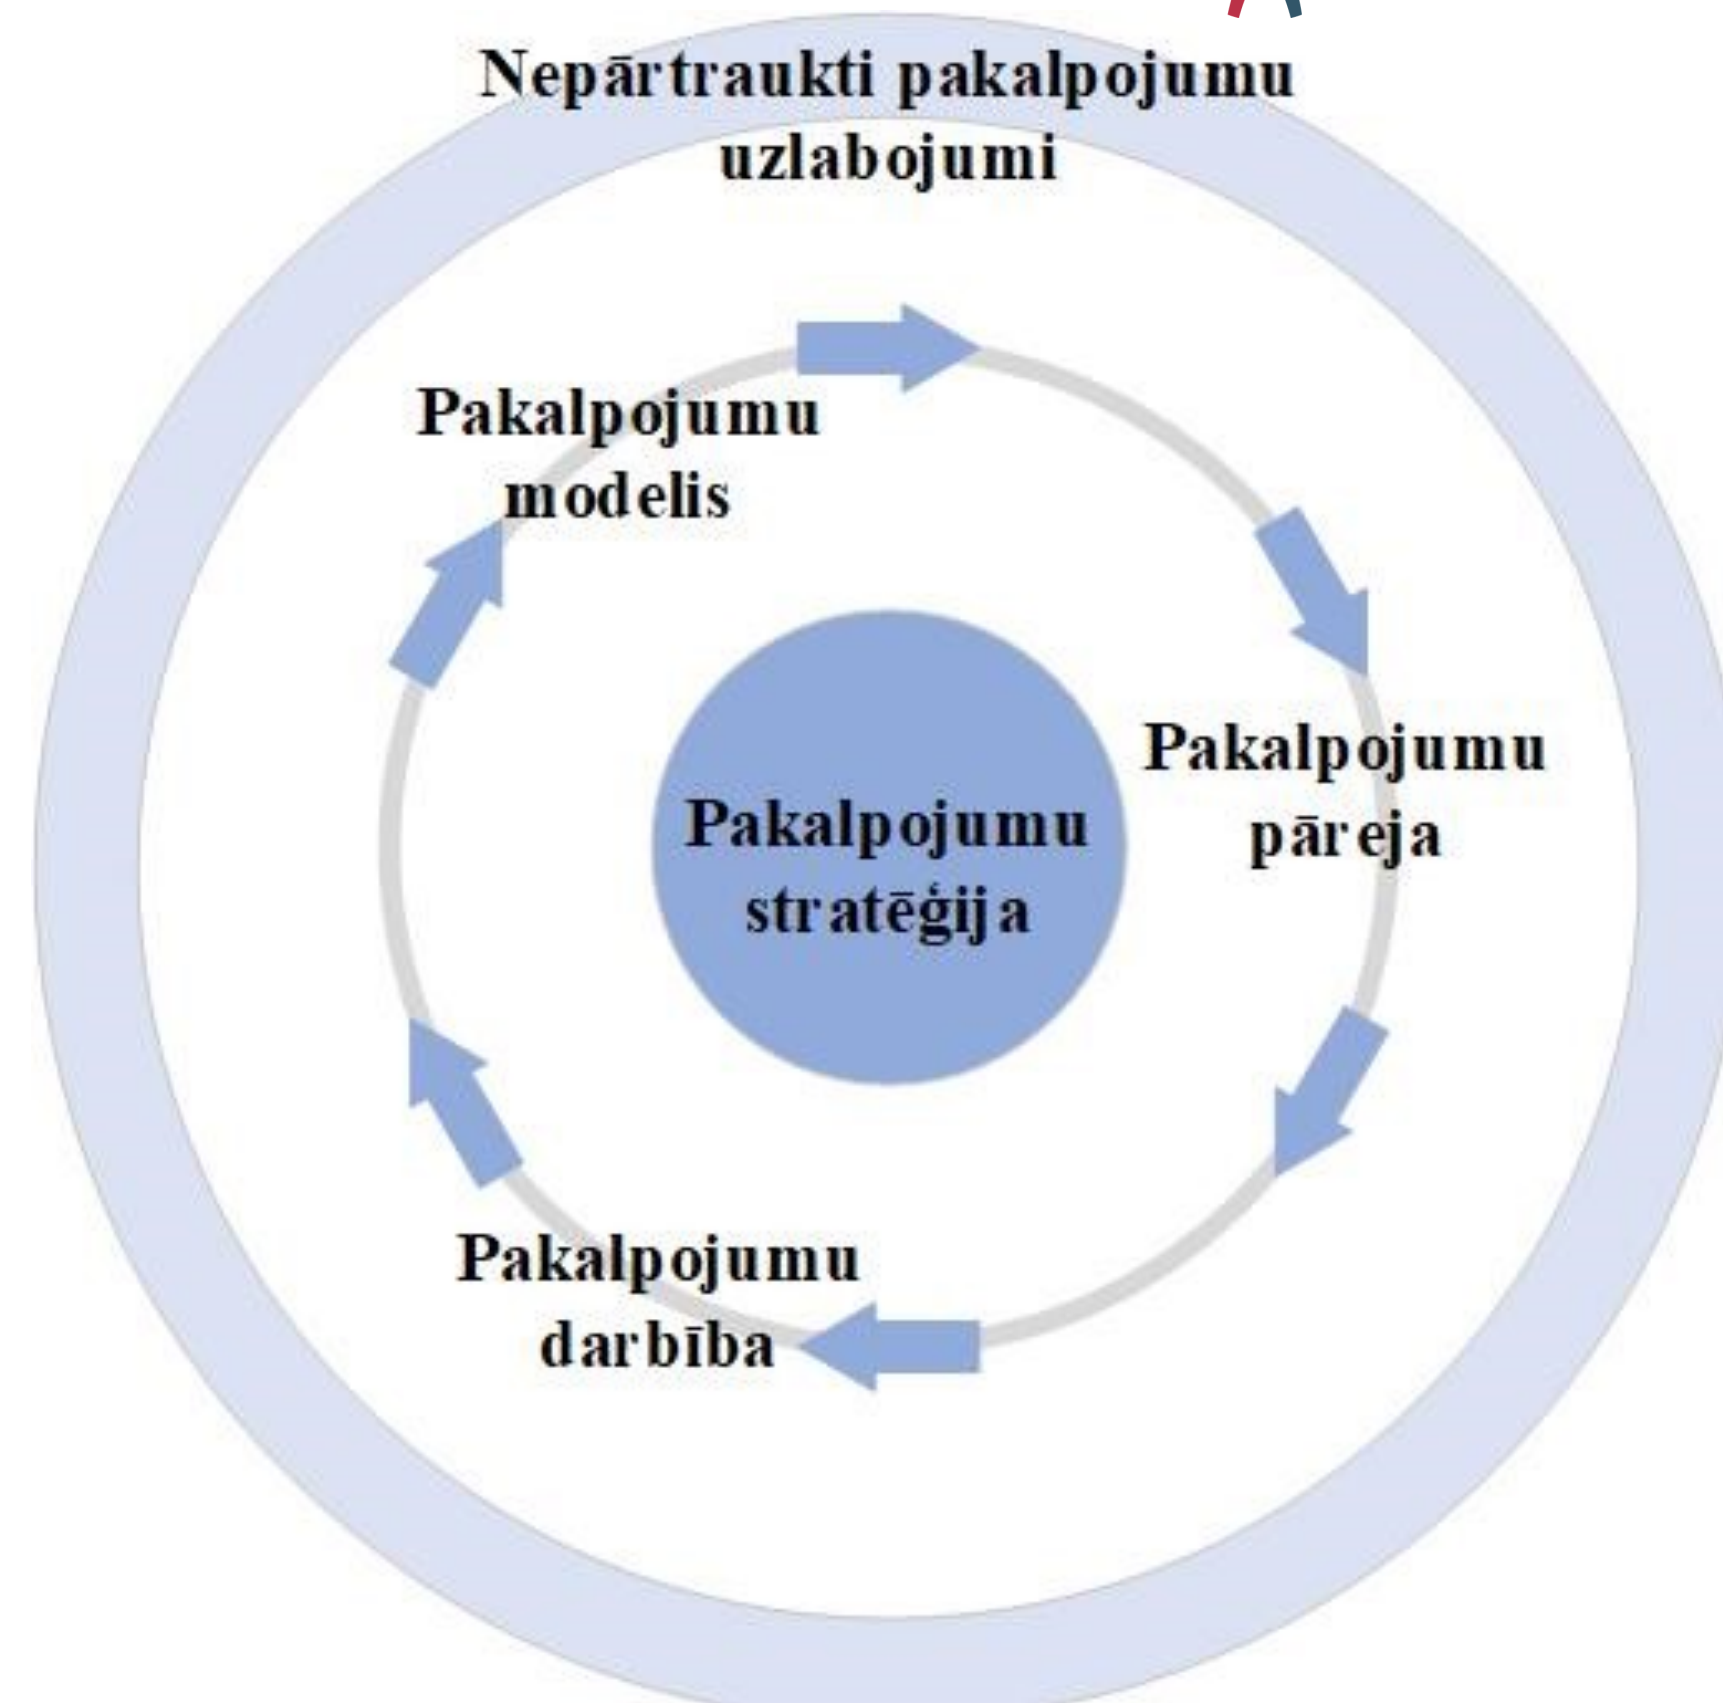 Nepārtraukti pakalpojumu
uzlabojumi
Pakalpojumu
modelis
Pakalpojumu
pāreja
Pakalpojumu
stratēģija
Pakalpojumu
darbība